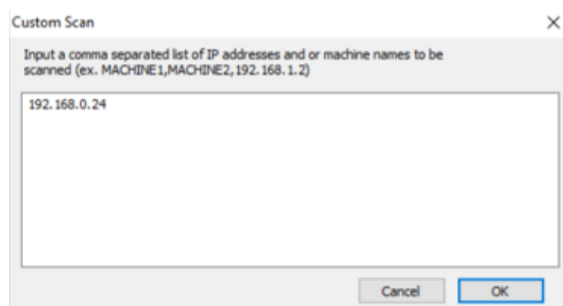 Custom Scan
Input a comma separated list of IP addresses and or machine names to be
scanned (ex. MACHINE1,MACHINE2,192.168.1.2)
192.168.0.24
Cancel OK